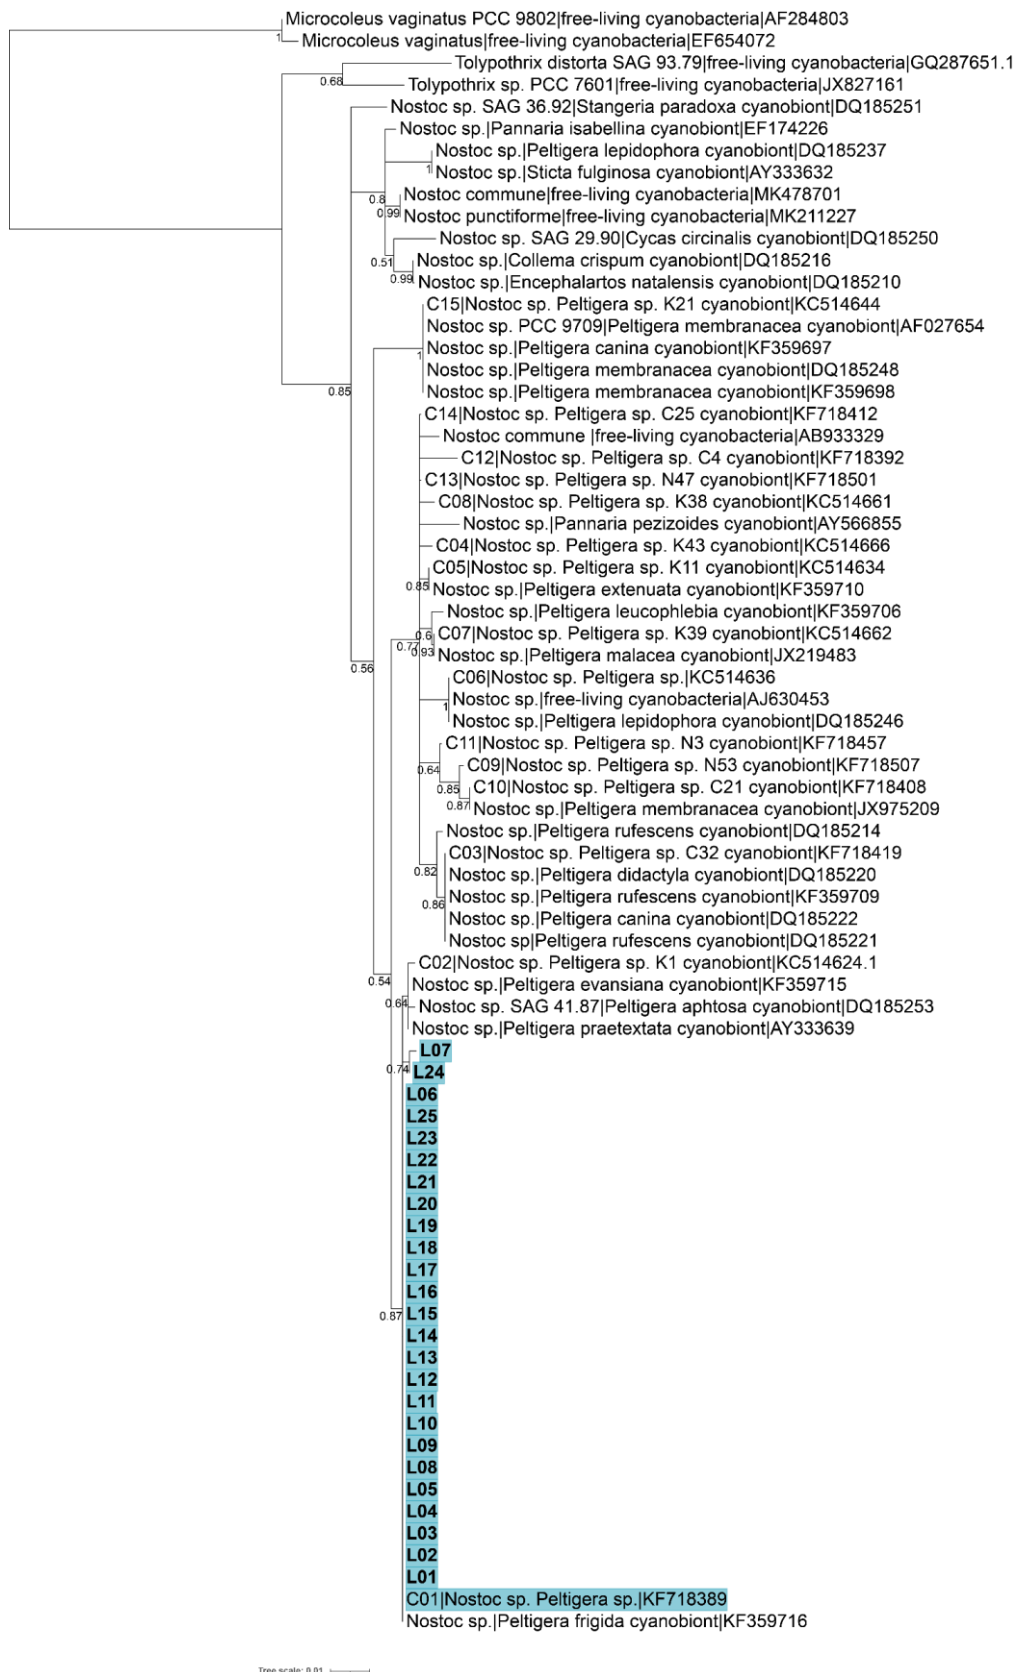 Microcoleus vaginatus PCC 9802|free-living cyanobacteria|AF284803
1
Microcoleus vaginatus|free-living cyanobacteria|EF654072
Tolypothrix distorta SAG 93.79|free-living cyanobacteria|GQ287651.1
0.68
Tolypothrix sp. PCC 7601|free-living cyanobacteria|JX827161
Nostoc sp. SAG 36.92|Stangeria paradoxa cyanobiont|DQ185251
Nostoc sp.|Pannaria isabellina cyanobiont|EF174226
Nostoc sp.|Peltigera lepidophora cyanobiont|DQ185237
1
Nostoc sp.|Sticta fulginosa cyanobiont|AY333632
0.8
Nostoc commune|free-living cyanobacteria|MK478701
0.99
Nostoc punctiforme|free-living cyanobacteria|MK211227
Nostoc sp. SAG 29.90|Cycas circinalis cyanobiont|DQ185250
0.51
Nostoc sp.|Collema crispum cyanobiont|DQ185216
0.99
Nostoc sp.|Encephalartos natalensis cyanobiont|DQ185210
C15|Nostoc sp. Peltigera sp. K21 cyanobiont|KC514644
Nostoc sp. PCC 9709|Peltigera membranacea cyanobiont|AF027654
1
Nostoc sp.|Peltigera canina cyanobiont|KF359697
Nostoc sp.|Peltigera membranacea cyanobiont|DQ185248
0.85
Nostoc sp.|Peltigera membranacea cyanobiont|KF359698
C14|Nostoc sp. Peltigera sp. C25 cyanobiont|KF718412
Nostoc commune |free-living cyanobacteria|AB933329
C12|Nostoc sp. Peltigera sp. C4 cyanobiont|KF718392
C13|Nostoc sp. Peltigera sp. N47 cyanobiont|KF718501
C08|Nostoc sp. Peltigera sp. K38 cyanobiont|KC514661
Nostoc sp.|Pannaria pezizoides cyanobiont|AY566855
C04|Nostoc sp. Peltigera sp. K43 cyanobiont|KC514666
C05|Nostoc sp. Peltigera sp. K11 cyanobiont|KC514634
0.85
Nostoc sp.|Peltigera extenuata cyanobiont|KF359710
Nostoc sp.|Peltigera leucophlebia cyanobiont|KF359706
0.6
C07|Nostoc sp. Peltigera sp. K39 cyanobiont|KC514662
0.77
0.93
Nostoc sp.|Peltigera malacea cyanobiont|JX219483
0.56
C06|Nostoc sp. Peltigera sp.|KC514636
Nostoc sp.|free-living cyanobacteria|AJ630453
1
Nostoc sp.|Peltigera lepidophora cyanobiont|DQ185246
C11|Nostoc sp. Peltigera sp. N3 cyanobiont|KF718457
0.64
C09|Nostoc sp. Peltigera sp. N53 cyanobiont|KF718507
0.85
C10|Nostoc sp. Peltigera sp. C21 cyanobiont|KF718408
0.87
Nostoc sp.|Peltigera membranacea cyanobiont|JX975209
Nostoc sp.|Peltigera rufescens cyanobiont|DQ185214
C03|Nostoc sp. Peltigera sp. C32 cyanobiont|KF718419
0.82
Nostoc sp.|Peltigera didactyla cyanobiont|DQ185220
Nostoc sp.|Peltigera rufescens cyanobiont|KF359709
0.86
Nostoc sp.|Peltigera canina cyanobiont|DQ185222
Nostoc sp|Peltigera rufescens cyanobiont|DQ185221
C02|Nostoc sp. Peltigera sp. K1 cyanobiont|KC514624.1
0.54
Nostoc sp.|Peltigera evansiana cyanobiont|KF359715
0.64
Nostoc sp. SAG 41.87|Peltigera aphtosa cyanobiont|DQ185253
Nostoc sp.|Peltigera praetextata cyanobiont|AY333639
L07
0.74
L24
L06
L25
L23
L22
L21
L20
L19
L18
L17
L16
0.87
L15
L14
L13
L12
L11
L10
L09
L08
L05
L04
L03
L02
L01
C01|Nostoc sp. Peltigera sp.|KF718389
Nostoc sp.|Peltigera frigida cyanobiont|KF359716
Tree scale: 0.01